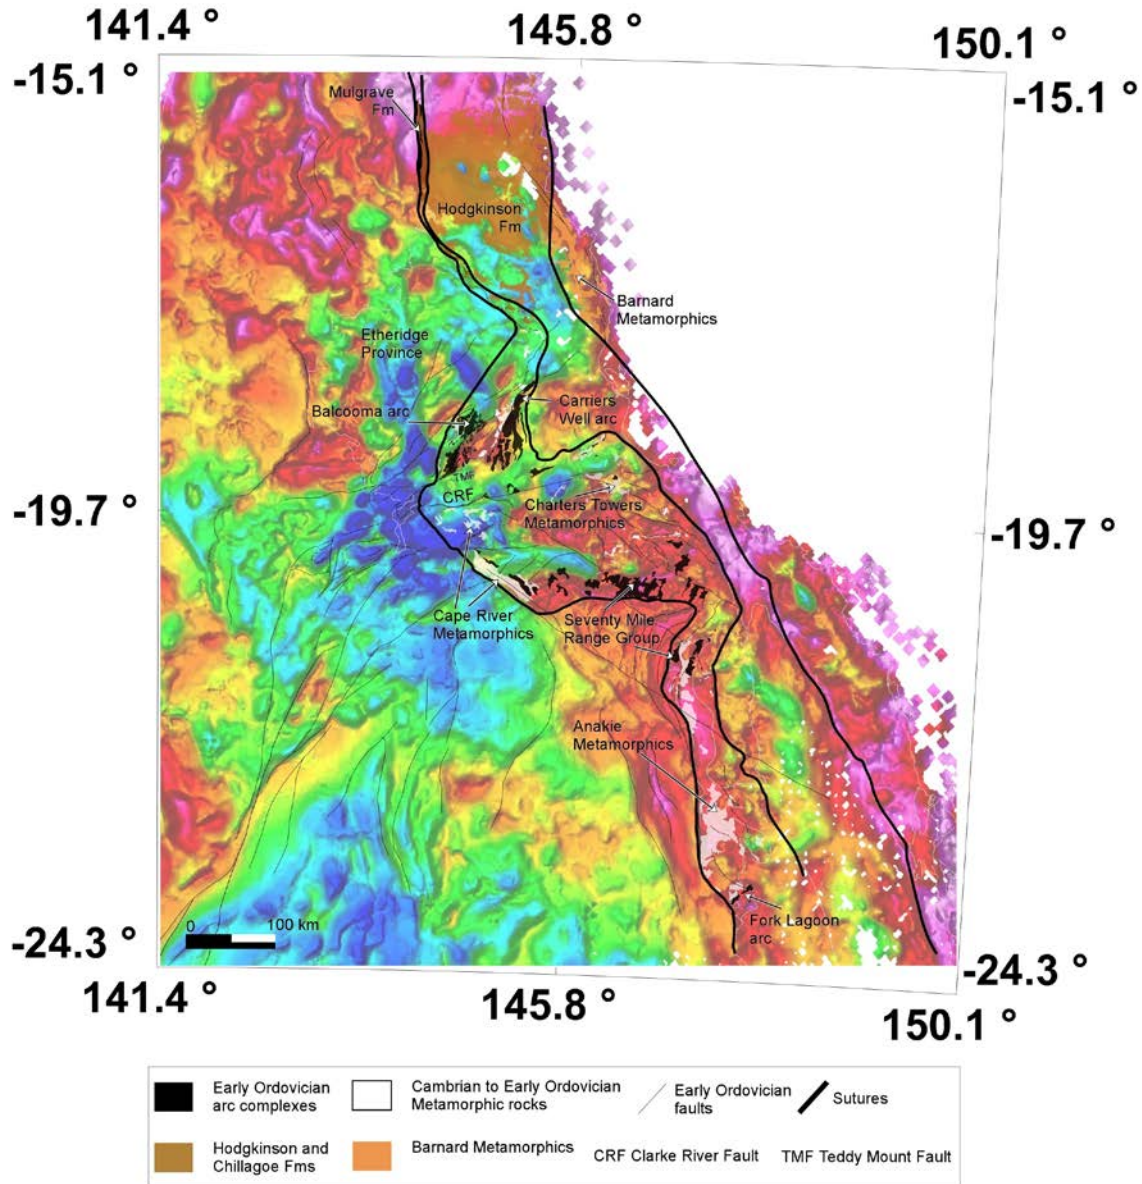 141.4 °
145.8 °
150.1 °
-15.1 °
-15.1 °
Mulgrave
Fm
Hodgkinson
Fm
Barnard
Metamorphics
Etheridge
Province
Balcooma arc
Carriers
Well arc
TMF
CRF
Charters Towers
Metamorphics
-19.7 °
-19.7 °
Cape River
Metamorphics
Seventy Mile
Range Group
Anakie
Metamorphics
Fork Lagoon
arc
0 100 km
-24.3 °
-24.3 °
141.4 °
145.8 °
150.1 °
Early Ordovician
arc complexes
Cambrian to Early Ordovician
Metamorphic rocks
Early Ordovician
faults
Sutures
Hodgkinson and
Chillagoe Fms
Barnard Metamorphics
CRF Clarke River Fault
TMF Teddy Mount Fault